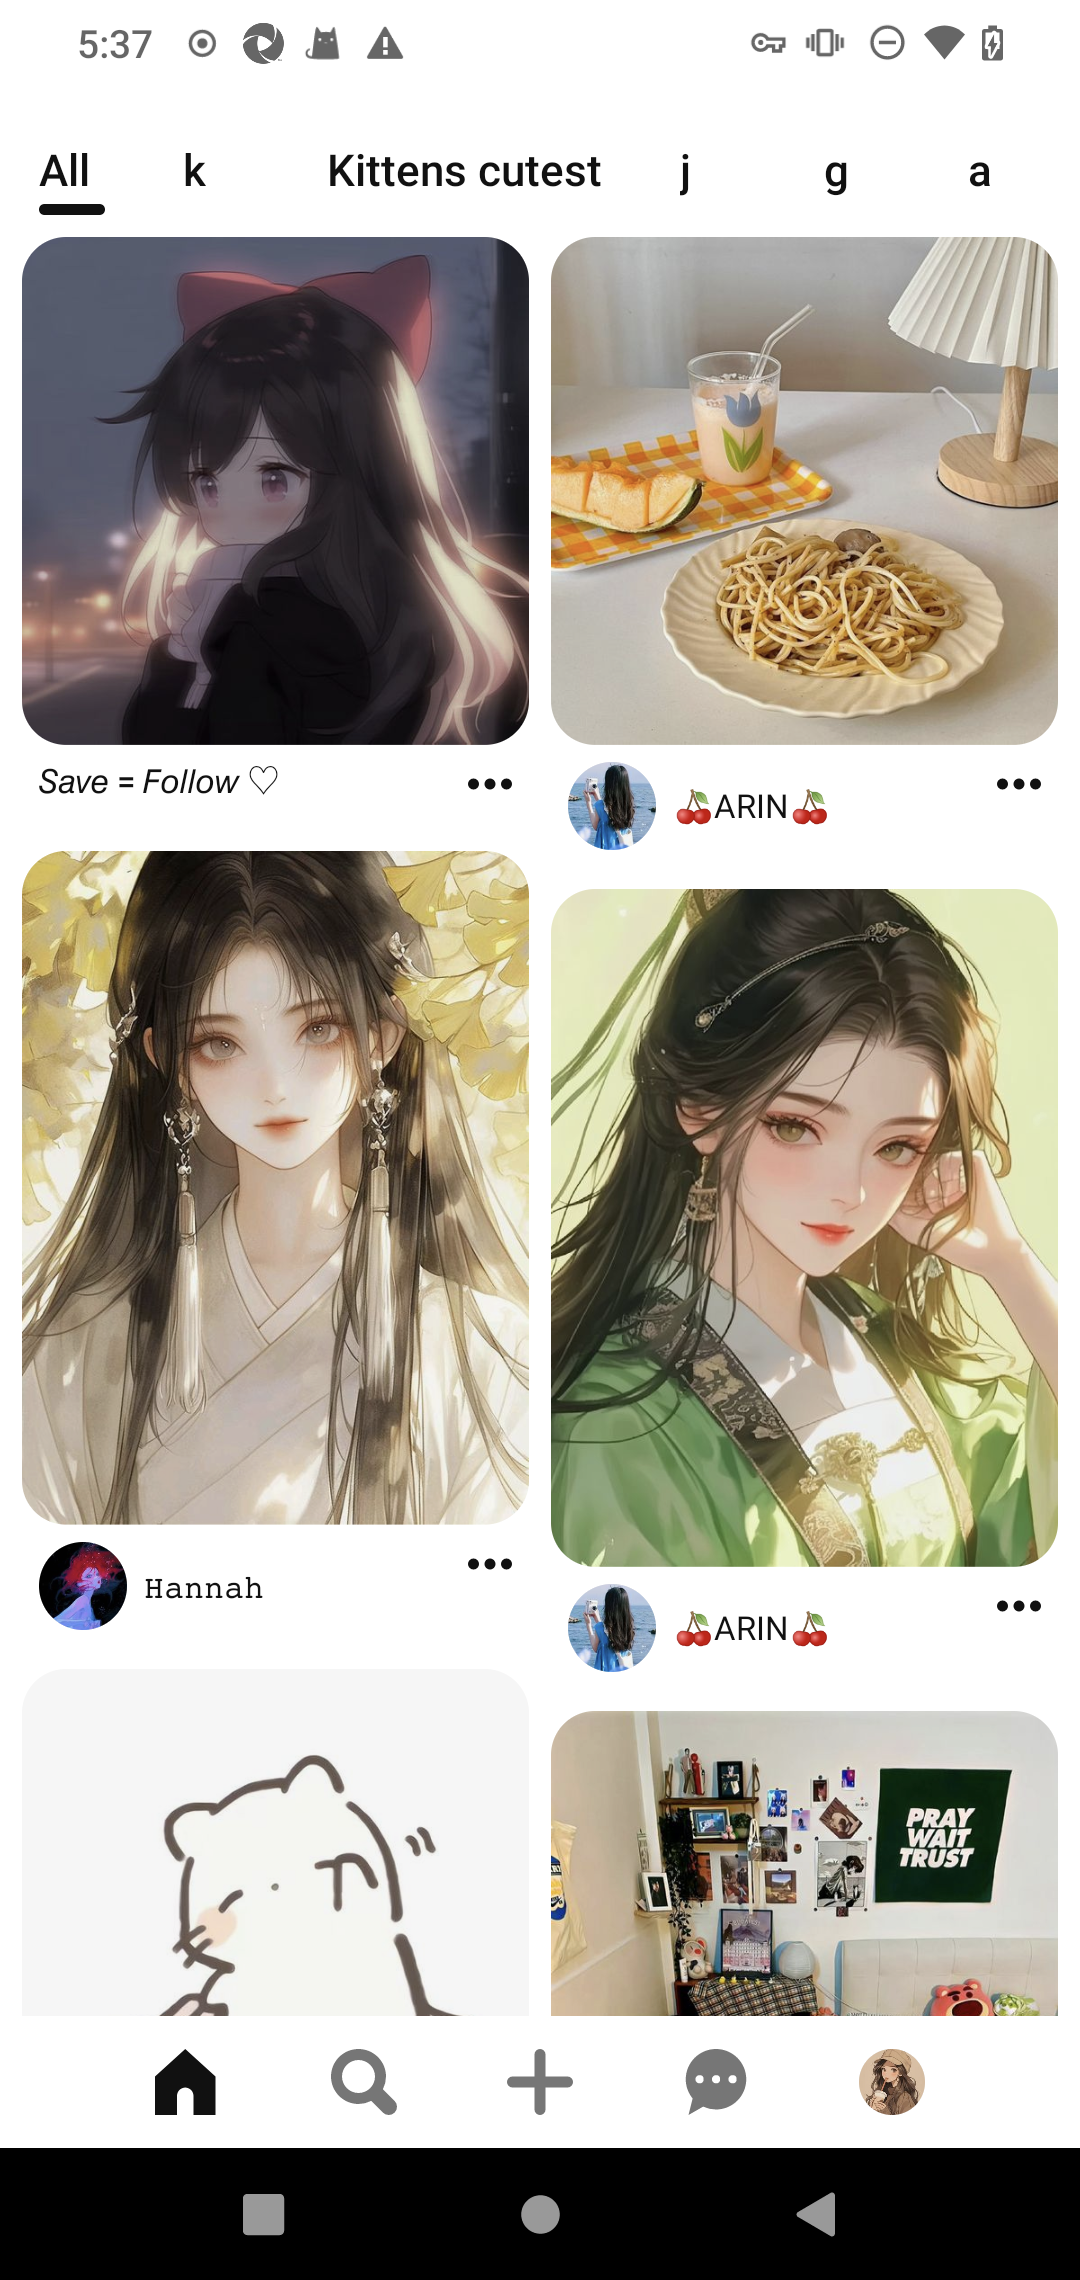 5:37
All k Kittens cutest j g a
Save = Follow ♡
🍒ARIN🍒
Hannah
🍒ARIN🍒
PRAY
WAIT
TRUST